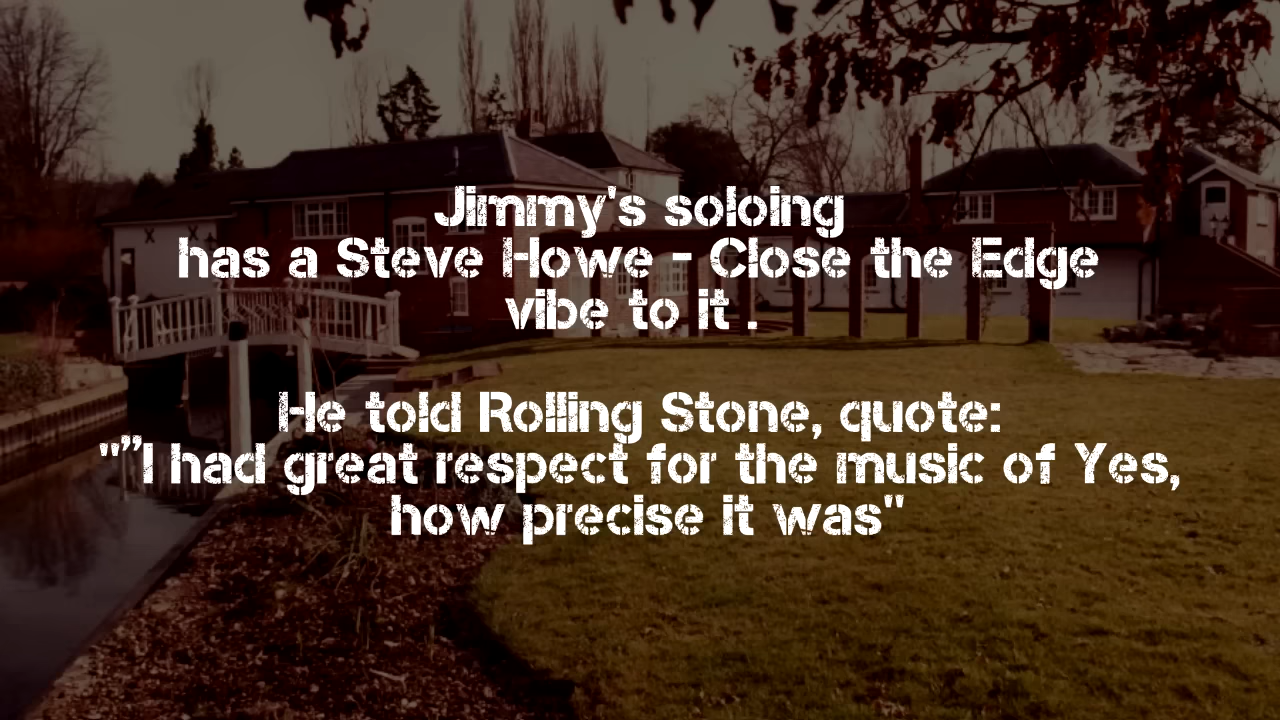 Jimmy's soloing
has a Steve Howe - Close the Edge
vibe to it .
He told Rolling Stone, quote:
"”I had great respect for the music of Yes,
how precise it was"